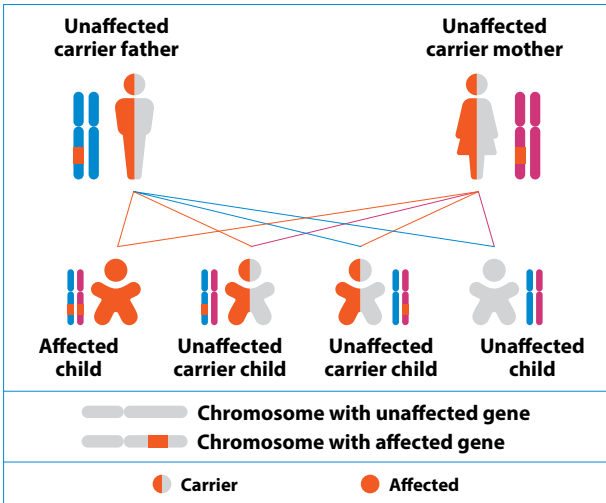 Unaffected
carrier father
Unaffected
carrier mother
Affected
child
Unaffected
carrier child
Unaffected
carrier child
Unaffected
child
Chromosome with unaffected gene
Chromosome with affected gene
Carrier
Affected